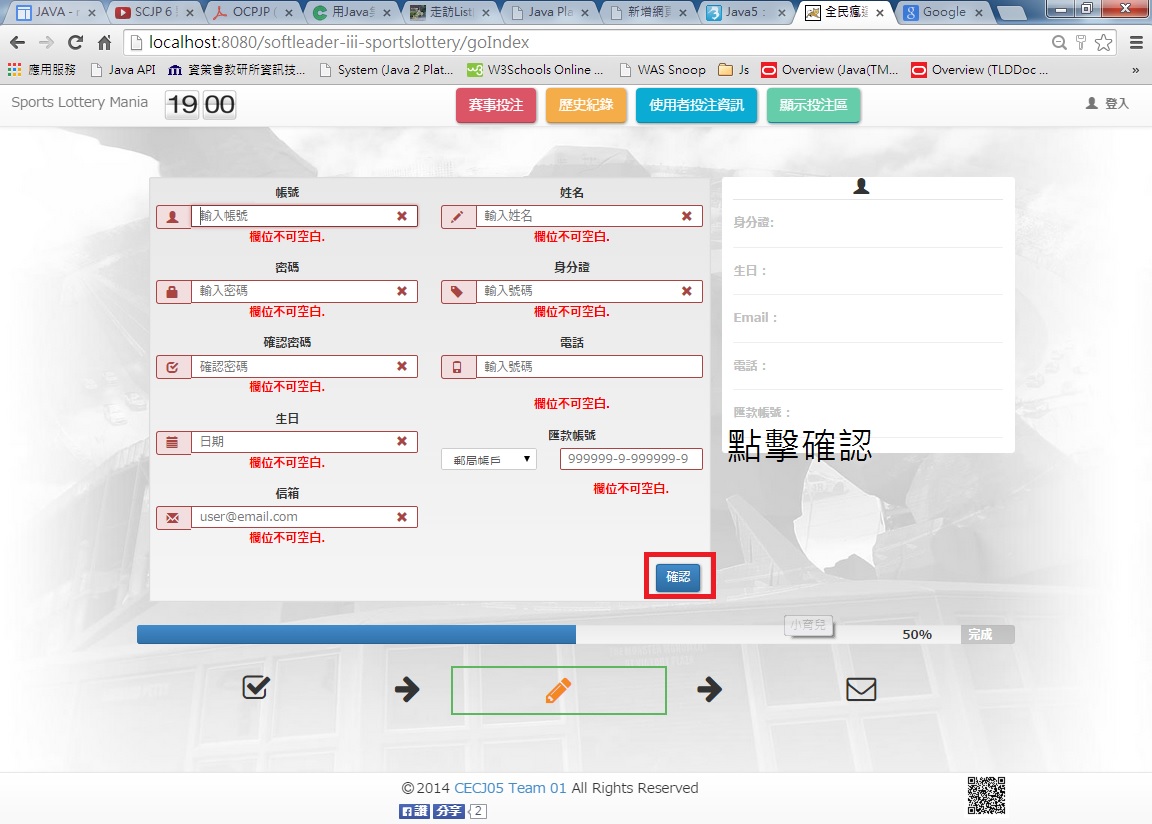 JAVA - r
SCJP 6
OCPJP (
用Java
走訪List
Java Pla
新增網頁
Java5 :
全民瘋
Google
localhost:8080/softleader-iii-sportslottery/goIndex
應用服務 Java API 資策會教研所資訊技... System (Java 2 Plat... W3Schools Online ... WAS Snoop Js Overview (Java(TM... Overview (TLDDoc ... »
Sports Lottery Mania 19 00 賽事投注 歷史紀錄 使用者投注資訊 顯示投注區 登入
帳號
輸入帳號
欄位不可空白.
姓名
輸入姓名
欄位不可空白.
密碼
輸入密碼
欄位不可空白.
身分證
輸入號碼
欄位不可空白.
確認密碼
確認密碼
欄位不可空白.
電話
輸入號碼
欄位不可空白.
生日
日期
欄位不可空白.
匯款帳號
郵局帳戶 999999-9-999999-9
欄位不可空白.
信箱
user@email.com
欄位不可空白.
確認
身分證:
生日：
Email：
電話：
匯款帳號：
點擊確認
50% 完成
©2014 CECJ05 Team 01 All Rights Reserved
讚 分享 2